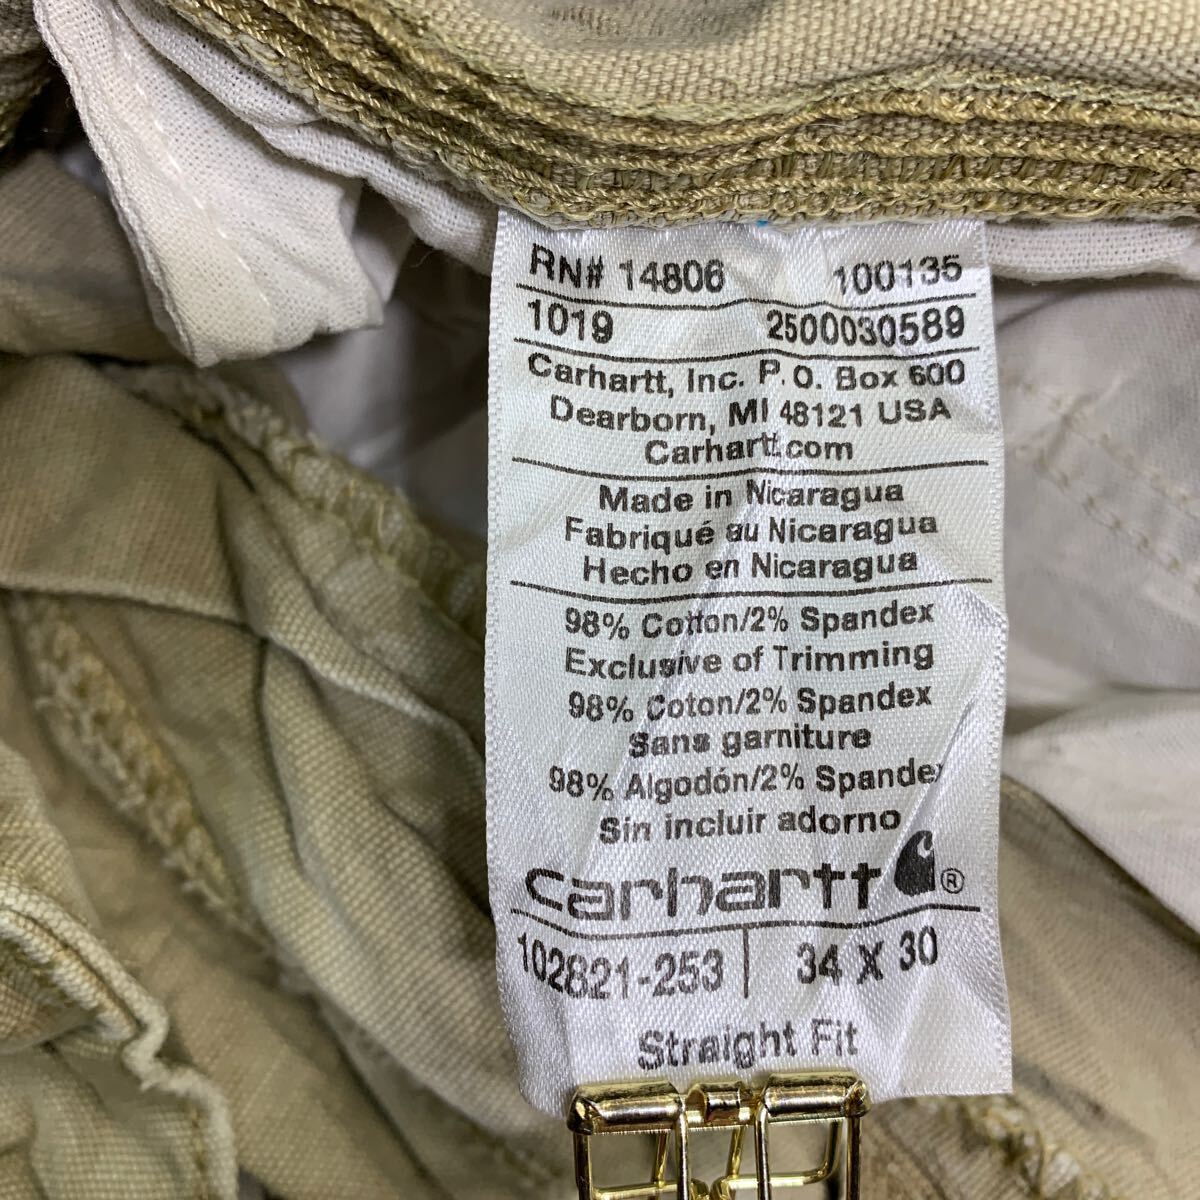 RN# 14806 100135
1019 2500030589
Carhartt, Inc. P.O. Box 600
Dearborn, MI 48121 USA
Carhartt.com
Made in Nicaragua
Fabriqué au Nicaragua
Hecho en Nicaragua
98% Cotton/2% Spandex
Exclusive of Trimming
98% Coton/2% Spandex
Sans garniture
98% Algodón/2% Spandex
Sin incluir adorno
carhartt ®
102821-253 | 34 X 30
Straight Fit